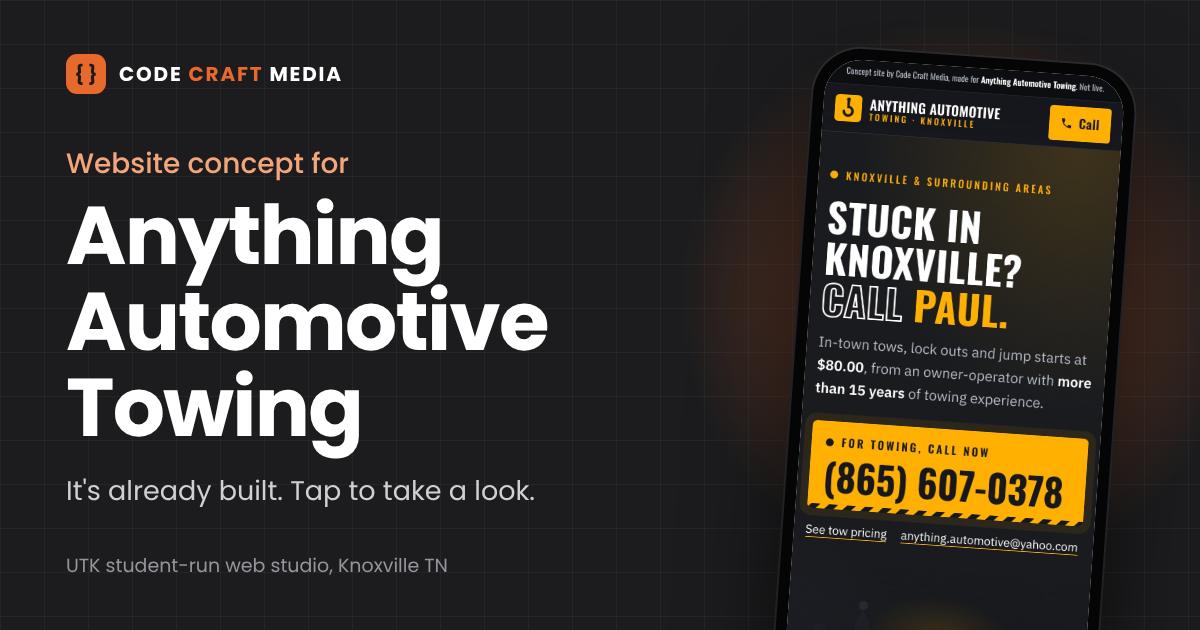 { }
CODE CRAFT MEDIA
Website concept for
Anything
Automotive
Towing
It's already built. Tap to take a look.
UTK student-run web studio, Knoxville TN
Concept site by Code Craft Media, made for Anything Automotive Towing. Not live.
ANYTHING AUTOMOTIVE
TOWING · KNOXVILLE
Call
KNOXVILLE & SURROUNDING AREAS
STUCK IN
KNOXVILLE?
CALL PAUL.
In-town tows, lock outs and jump starts at
$80.00, from an owner-operator with more
than 15 years of towing experience.
FOR TOWING, CALL NOW
(865) 607-0378
See tow pricing anything.automotive@yahoo.com